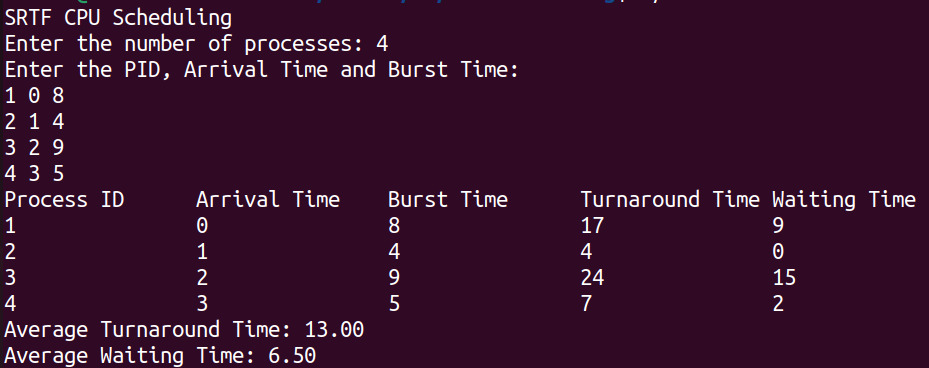 SRTF CPU Scheduling
Enter the number of processes: 4
Enter the PID, Arrival Time and Burst Time:
1 0 8
2 1 4
3 2 9
4 3 5
Process ID Arrival Time Burst Time Turnaround Time Waiting Time
1 0 8 17 9
2 1 4 4 0
3 2 9 24 15
4 3 5 7 2
Average Turnaround Time: 13.00
Average Waiting Time: 6.50